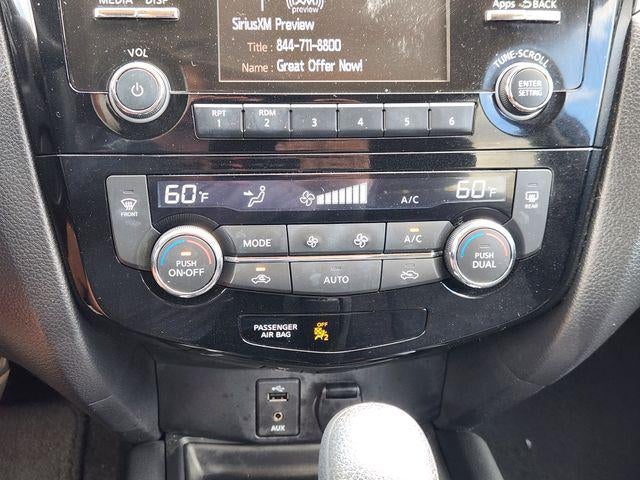 MEDIA DISP
Apps BACK
preview
SiriusXM Preview
Title : 844-711-8800
Name : Great Offer Now!
VOL
TUNE·SCROLL
ENTER
SETTING
RPT
1
RDM
2
3
4
5
6
60°F
A/C
60°F
FRONT
REAR
MODE
A/C
PUSH
ON·OFF
PUSH
DUAL
AUTO
PASSENGER
AIR BAG
OFF
2
AUX